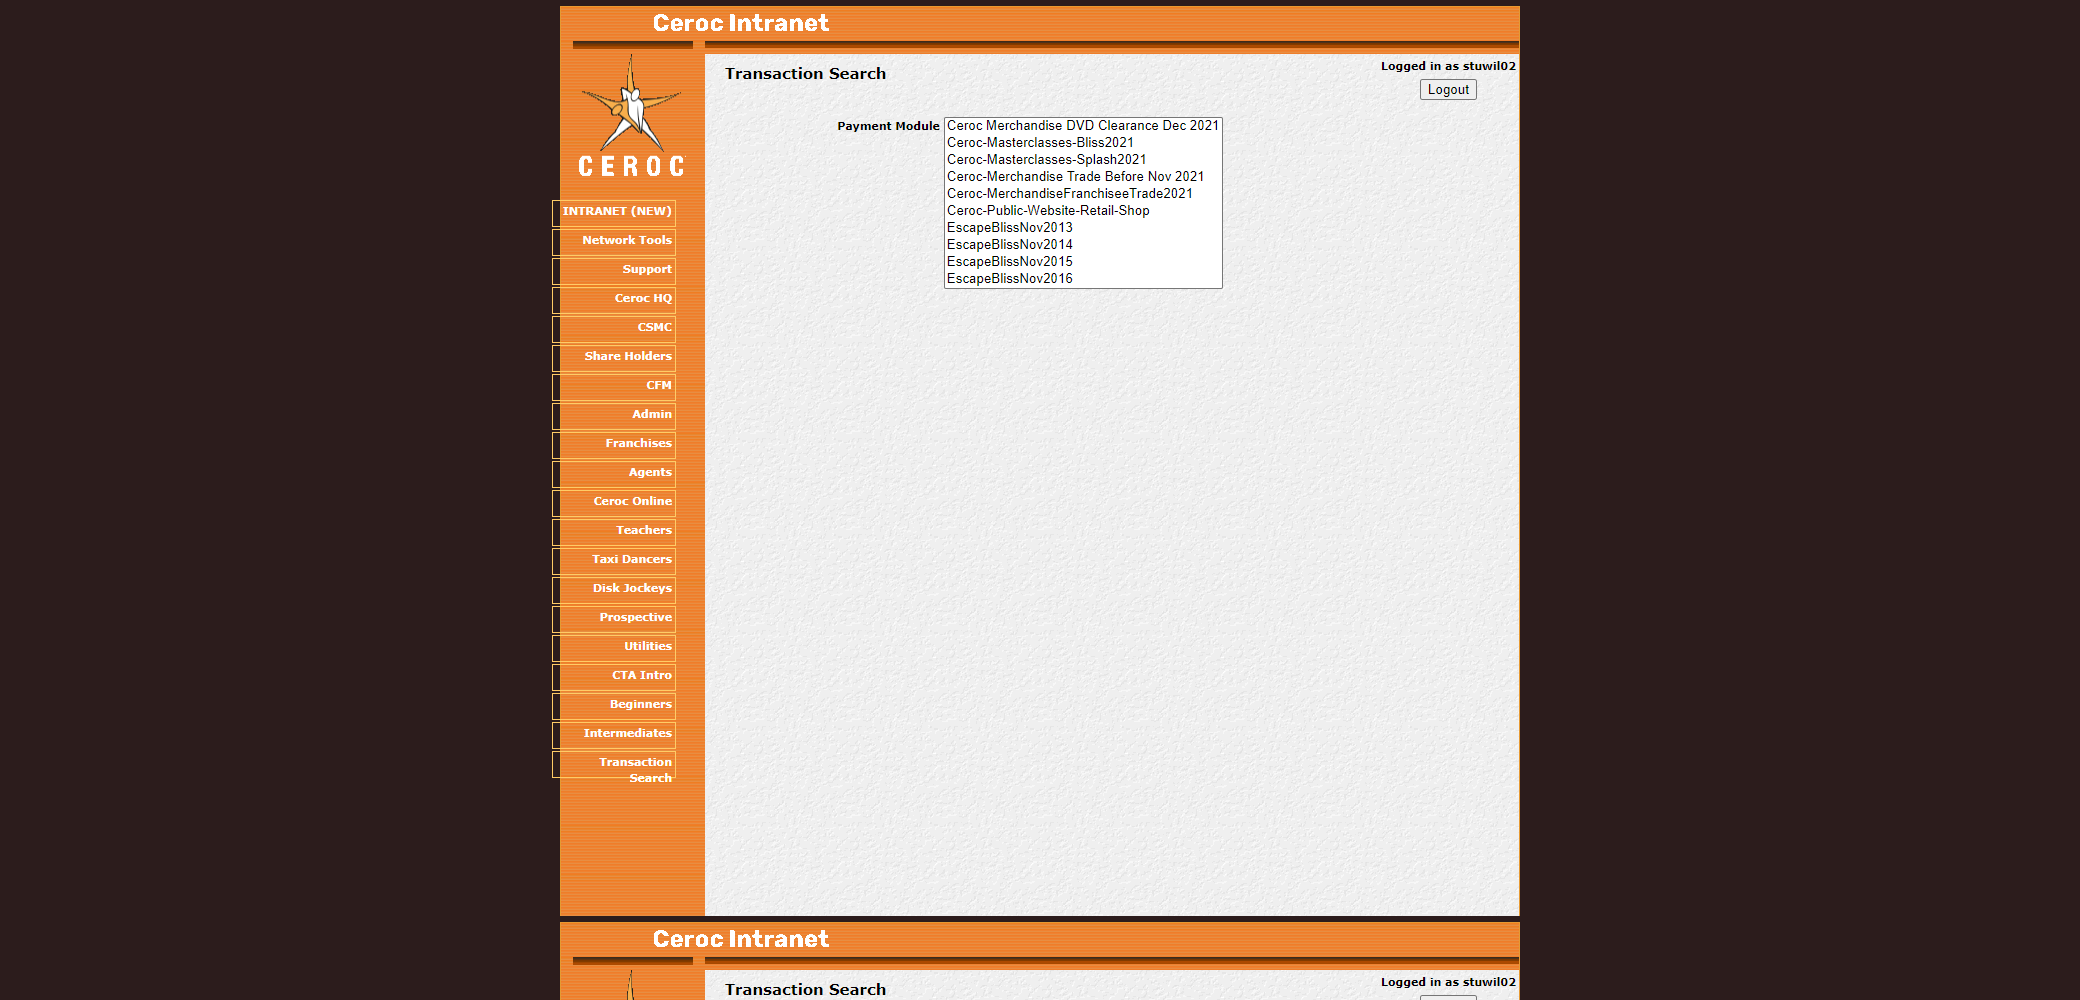 Ceroc Intranet
Transaction Search
Logged in as stuwil02
Logout
CEROC
Payment Module
Ceroc Merchandise DVD Clearance Dec 2021
Ceroc-Masterclasses-Bliss2021
Ceroc-Masterclasses-Splash2021
Ceroc-Merchandise Trade Before Nov 2021
Ceroc-MerchandiseFranchiseeTrade2021
Ceroc-Public-Website-Retail-Shop
EscapeBlissNov2013
EscapeBlissNov2014
EscapeBlissNov2015
EscapeBlissNov2016
INTRANET (NEW)
Network Tools
Support
Ceroc HQ
CSMC
Share Holders
CFM
Admin
Franchises
Agents
Ceroc Online
Teachers
Taxi Dancers
Disk Jockeys
Prospective
Utilities
CTA Intro
Beginners
Intermediates
Transaction
Search
Ceroc Intranet
Transaction Search
Logged in as stuwil02